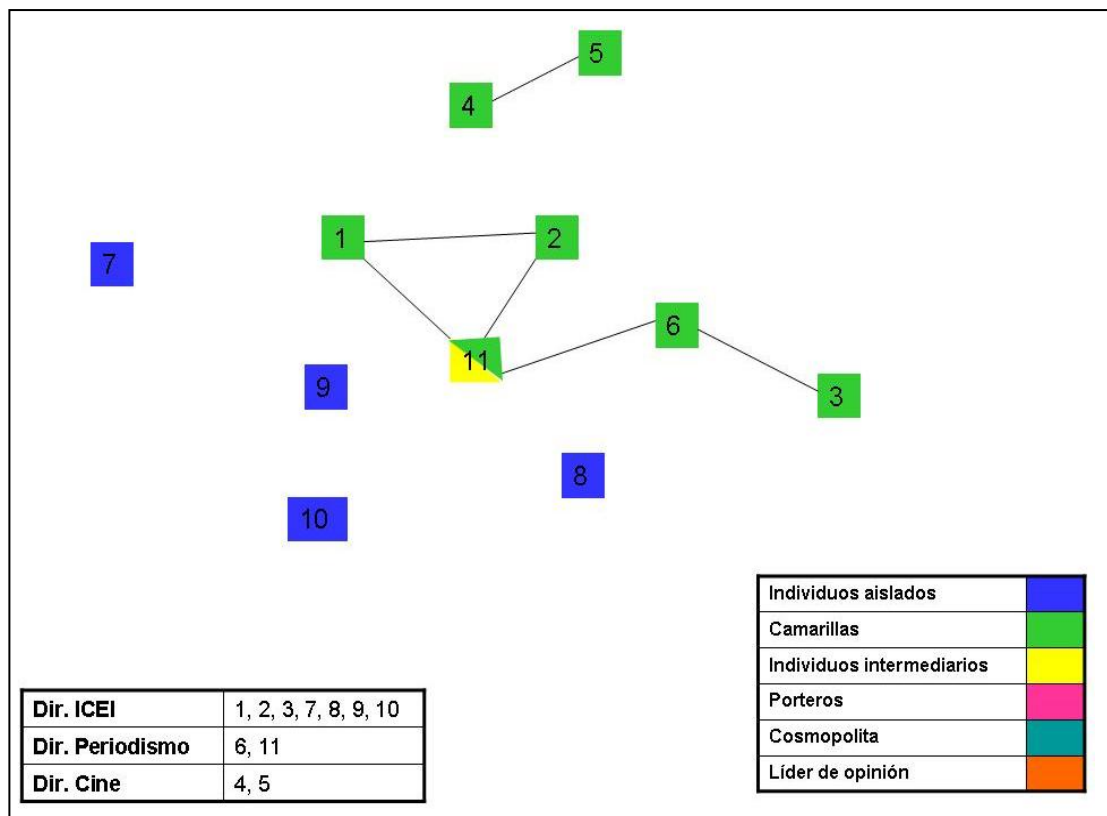 5
4
1
2
7
6
11
9
3
8
10
Individuos aislados
Camarillas
Individuos intermediarios
Porteros
Cosmopolita
Líder de opinión
Dir. ICEI 1, 2, 3, 7, 8, 9, 10
Dir. Periodismo 6, 11
Dir. Cine 4, 5